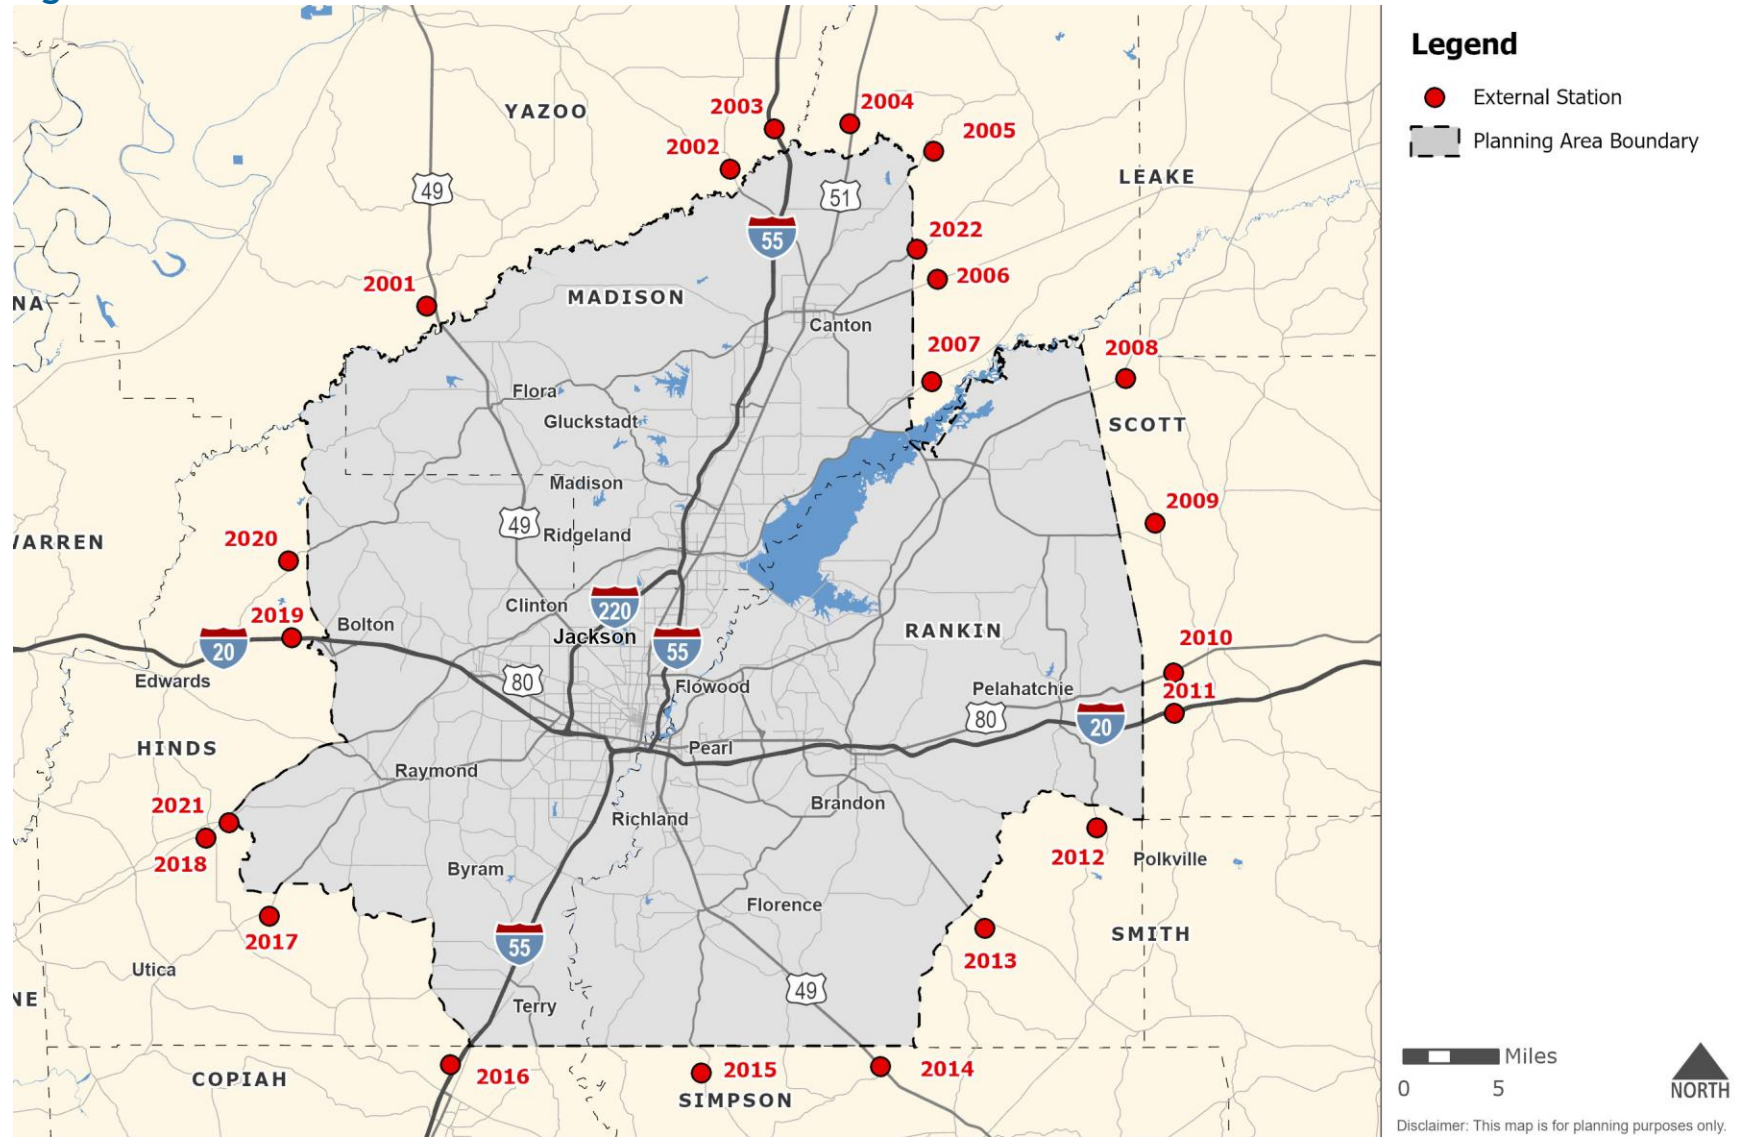 Legend
External Station
Planning Area Boundary
YAZOO
2003
2004
2005
2002
LEAKE
49
51
55
2022
2006
2001
MADISON
NA
Canton
2007
2008
Flora
Gluckstadt
SCOTT
Madison
2009
49
Ridgeland
WARREN
2020
Clinton
220
2019
Bolton
Jackson
RANKIN
2010
20
55
Edwards
80
Flowood
Pelahatchie
2011
80
20
HINDS
Pearl
Raymond
2021
Brandon
Richland
2018
2012
Polkville
Byram
Florence
2017
55
SMITH
2013
Utica
49
NE
Terry
2016
2015
2014
COPIAH
SIMPSON
Miles
0 5
NORTH
Disclaimer: This map is for planning purposes only.